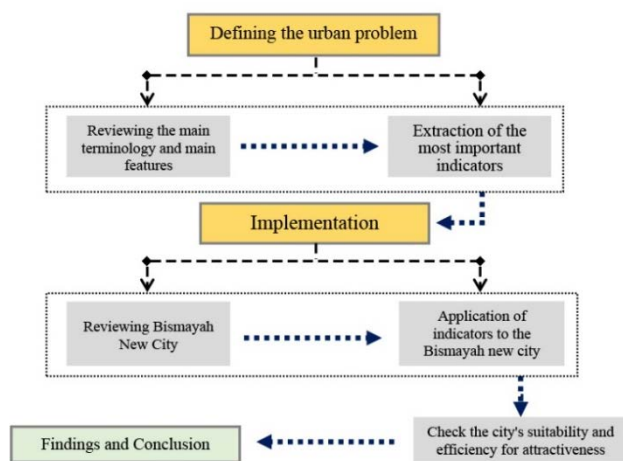 Defining the urban problem
Reviewing the main
terminology and main
features
Extraction of the
most important
indicators
Implementation
Reviewing Bismayah
New City
Application of
indicators to the
Bismayah new city
Check the city's suitability and
efficiency for attractiveness
Findings and Conclusion